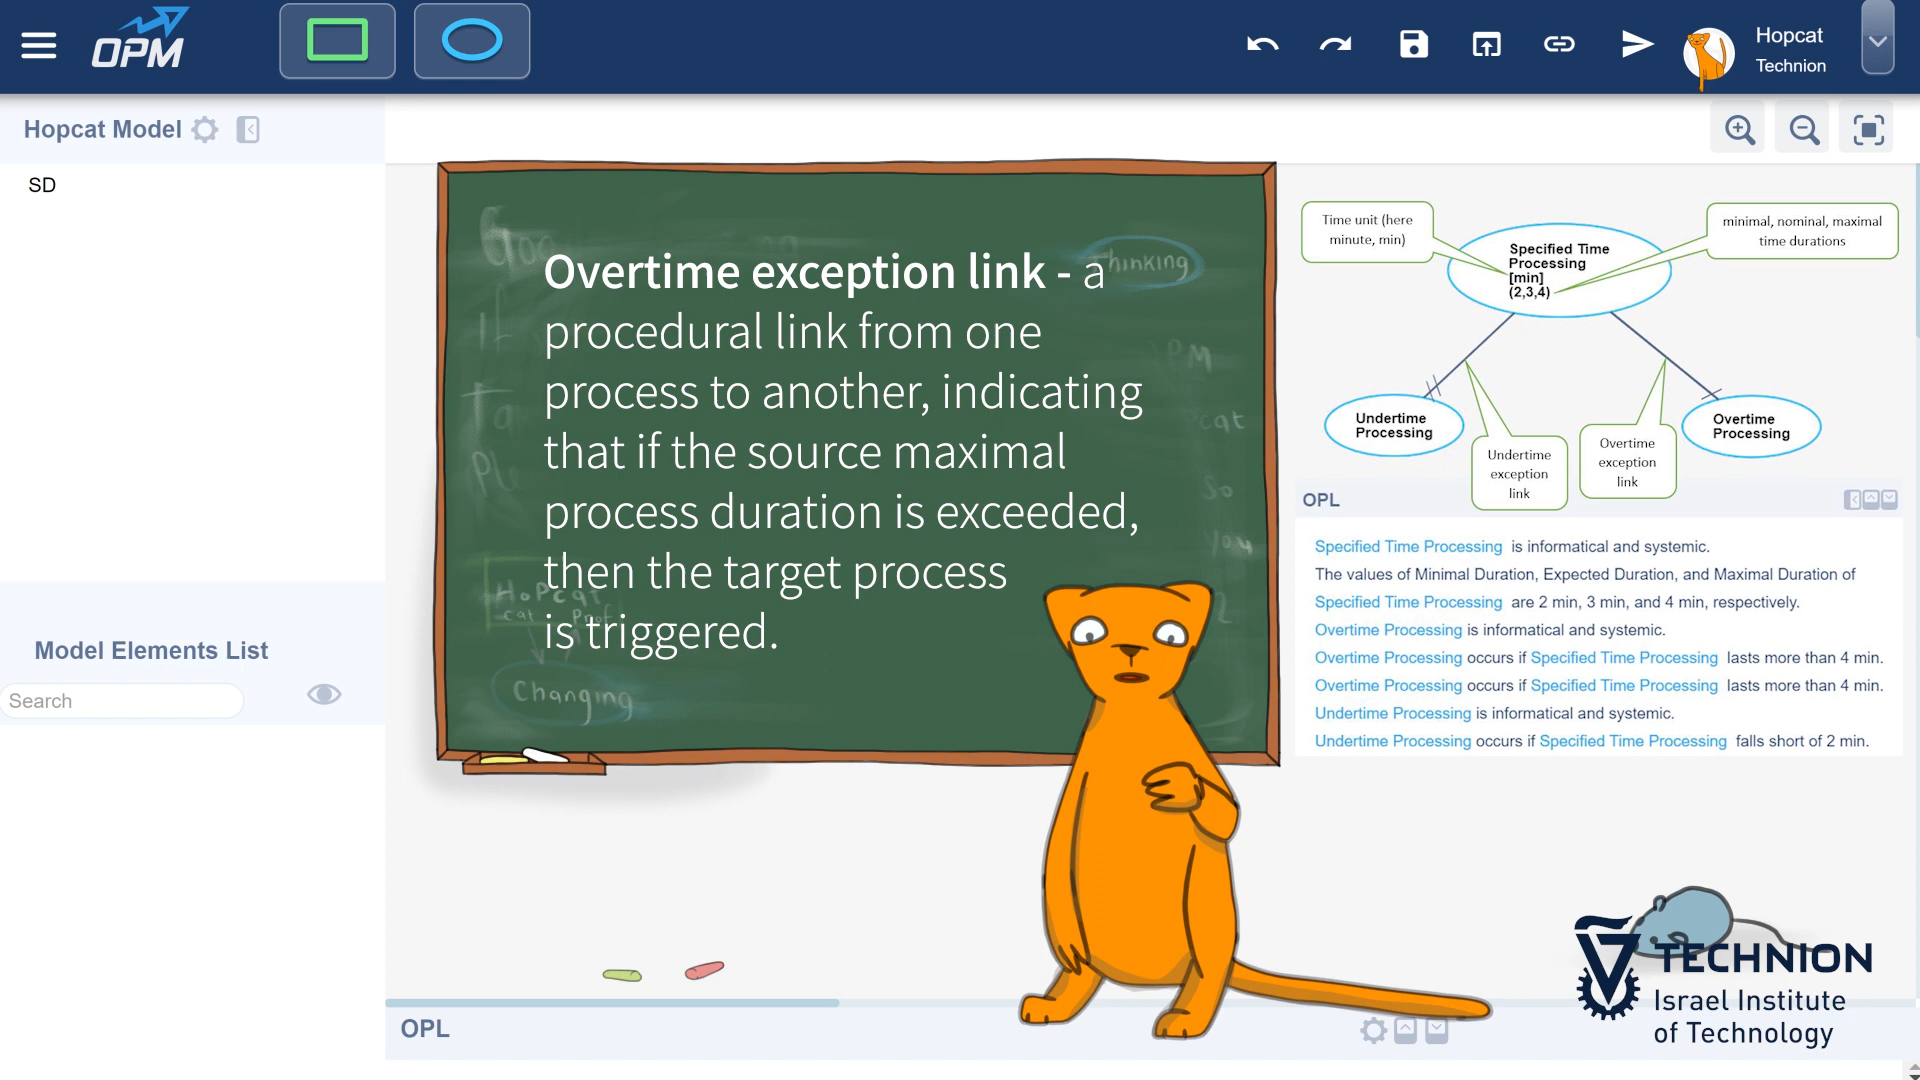 OPM
Hopcat
Technion
Hopcat Model
SD
Model Elements List
Search
Thinking
Overtime exception link - a
procedural link from one
process to another, indicating
that if the source maximal
process duration is exceeded,
then the target process
is triggered.
Hopcat
cat
Changing
PM
cat
so
you
Time unit (here
minute, min)
minimal, nominal, maximal
time durations
Specified Time
Processing
[min]
(2,3,4)
Undertime
Processing
Overtime
Processing
Undertime
exception
link
Overtime
exception
link
OPL
Specified Time Processing is informatical and systemic.
The values of Minimal Duration, Expected Duration, and Maximal Duration of
Specified Time Processing are 2 min, 3 min, and 4 min, respectively.
Overtime Processing is informatical and systemic.
Overtime Processing occurs if Specified Time Processing lasts more than 4 min.
Overtime Processing occurs if Specified Time Processing lasts more than 4 min.
Undertime Processing is informatical and systemic.
Undertime Processing occurs if Specified Time Processing falls short of 2 min.
OPL
TECHNION
Israel Institute
of Technology